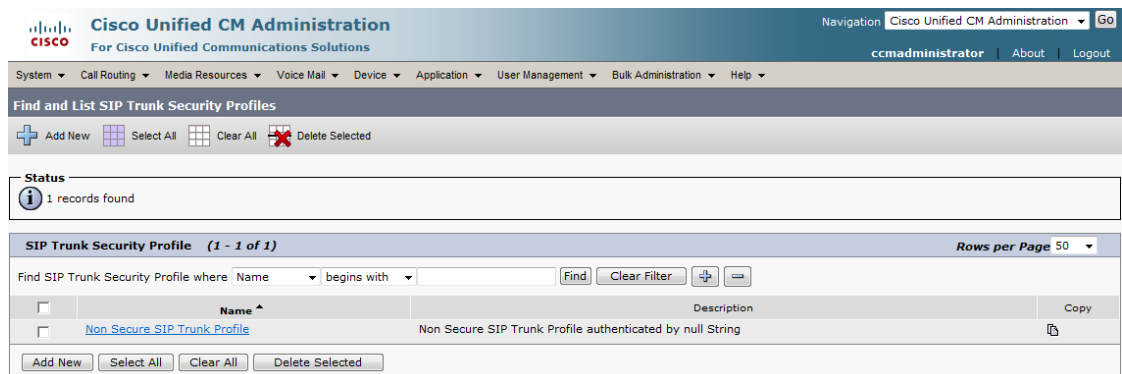 Cisco Unified CM Administration
Navigation Cisco Unified CM Administration Go
CISCO
For Cisco Unified Communications Solutions
ccmadministrator | About | Logout
System Call Routing Media Resources Voice Mail Device Application User Management Bulk Administration Help
Find and List SIP Trunk Security Profiles
Add New Select All Clear All Delete Selected
Status
i 1 records found
SIP Trunk Security Profile (1 - 1 of 1) Rows per Page 50
Find SIP Trunk Security Profile where Name begins with Find Clear Filter
Name Description Copy
Non Secure SIP Trunk Profile Non Secure SIP Trunk Profile authenticated by null String
Add New Select All Clear All Delete Selected